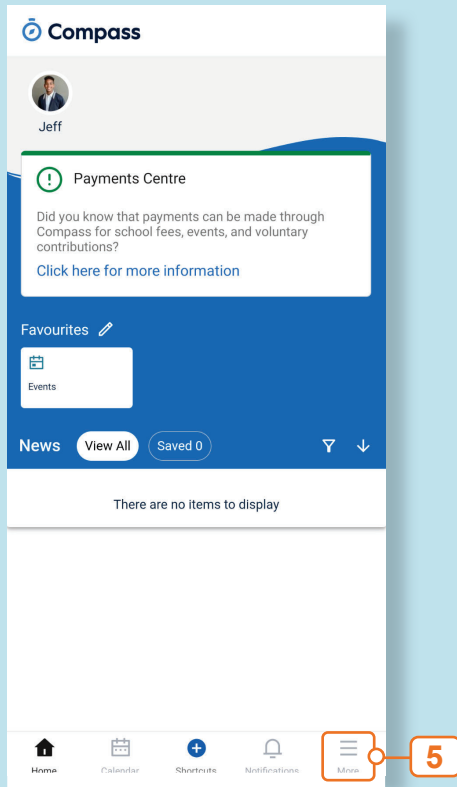 Compass
Jeff
Payments Centre
Did you know that payments can be made through
Compass for school fees, events, and voluntary
contributions?
Click here for more information
Favourites
Events
News View All Saved 0
There are no items to display
Home Calendar Shortcuts Notifications More
5